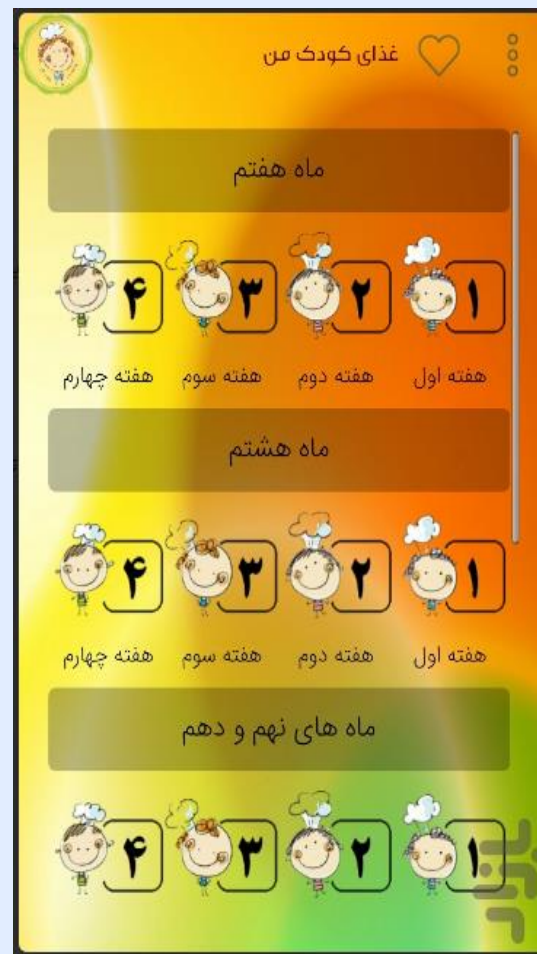 غذای کودک من
ماه هفتم
۱ ۲ ۳ ۴
هفته اول هفته دوم هفته سوم هفته چهارم
ماه هشتم
۱ ۲ ۳ ۴
هفته اول هفته دوم هفته سوم هفته چهارم
ماه های نهم و دهم
۱ ۲ ۳ ۴
بازار